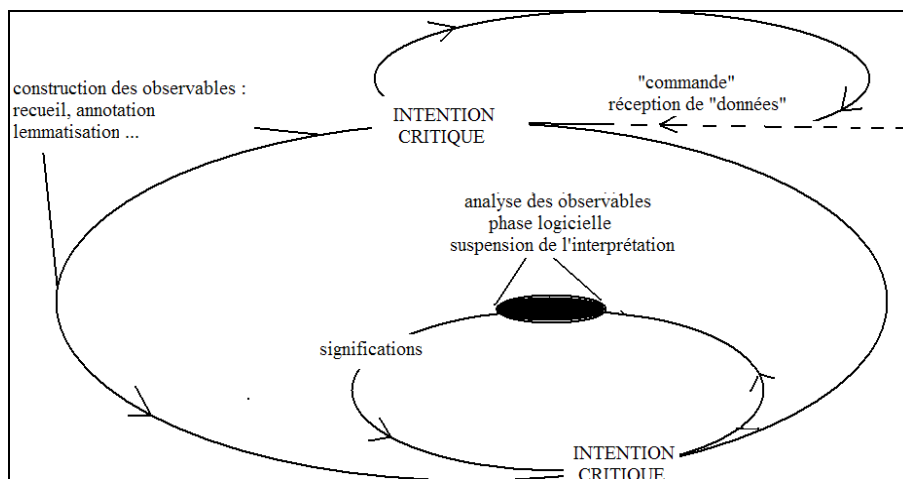 construction des observables :
recueil, annotation
lemmatisation ...
"commande"
réception de "données"
INTENTION
CRITIQUE
analyse des observables
phase logicielle
suspension de l'interprétation
significations
INTENTION
CRITIQUE